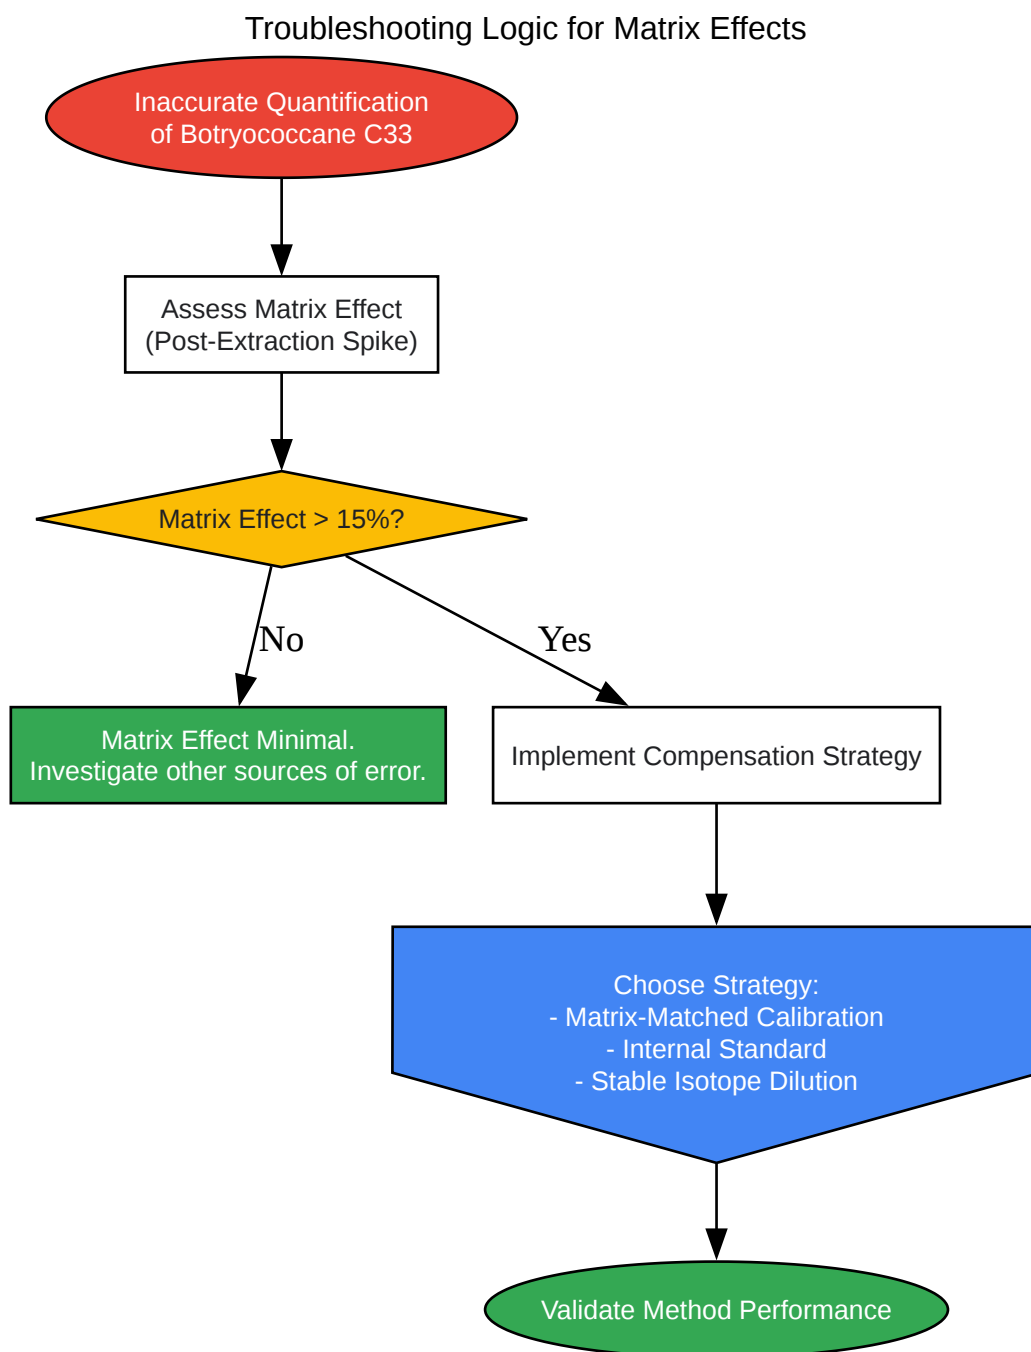 Troubleshooting Logic for Matrix Effects
Inaccurate Quantification
of Botryococcane C33
Assess Matrix Effect
(Post-Extraction Spike)
Matrix Effect > 15%?
No
Yes
Matrix Effect Minimal.
Investigate other sources of error.
Implement Compensation Strategy
Choose Strategy:
- Matrix-Matched Calibration
- Internal Standard
- Stable Isotope Dilution
Validate Method Performance